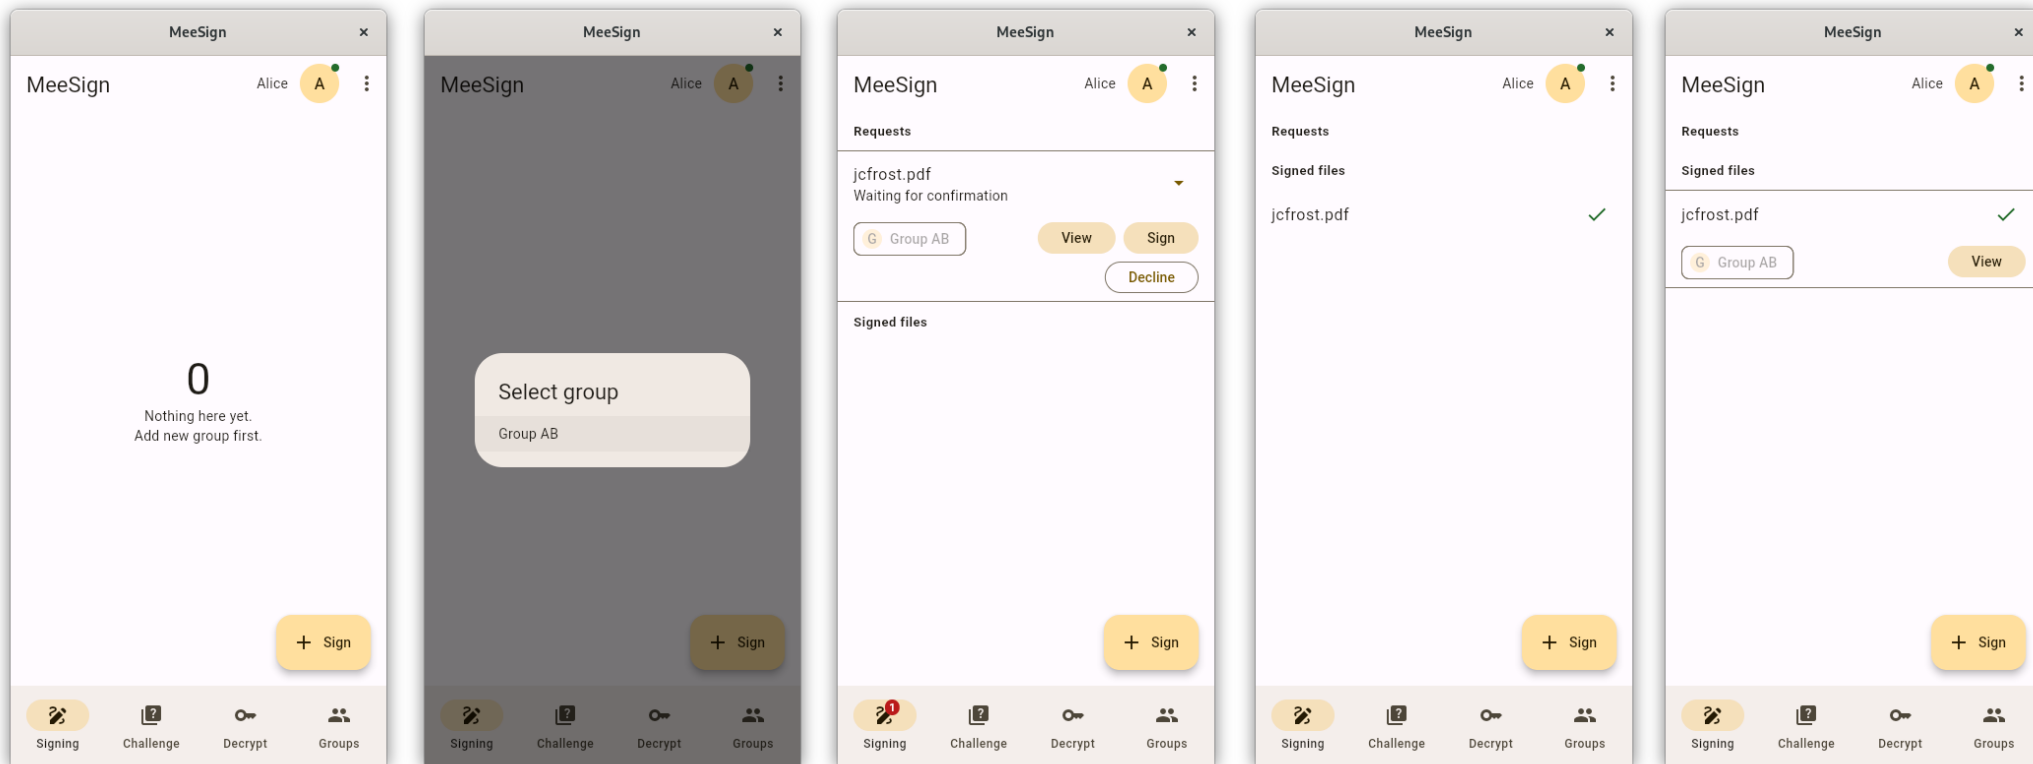 MeeSign ×
MeeSign Alice A
0
Nothing here yet.
Add new group first.
+ Sign
Signing Challenge Decrypt Groups
MeeSign ×
MeeSign Alice A
Select group
Group AB
+ Sign
Signing Challenge Decrypt Groups
MeeSign ×
MeeSign Alice A
Requests
jcfrost.pdf
Waiting for confirmation
G Group AB View Sign
Decline
Signed files
+ Sign
1
Signing Challenge Decrypt Groups
MeeSign ×
MeeSign Alice A
Requests
Signed files
jcfrost.pdf
+ Sign
Signing Challenge Decrypt Groups
MeeSign ×
MeeSign Alice A
Requests
Signed files
jcfrost.pdf
G Group AB View
+ Sign
Signing Challenge Decrypt Groups